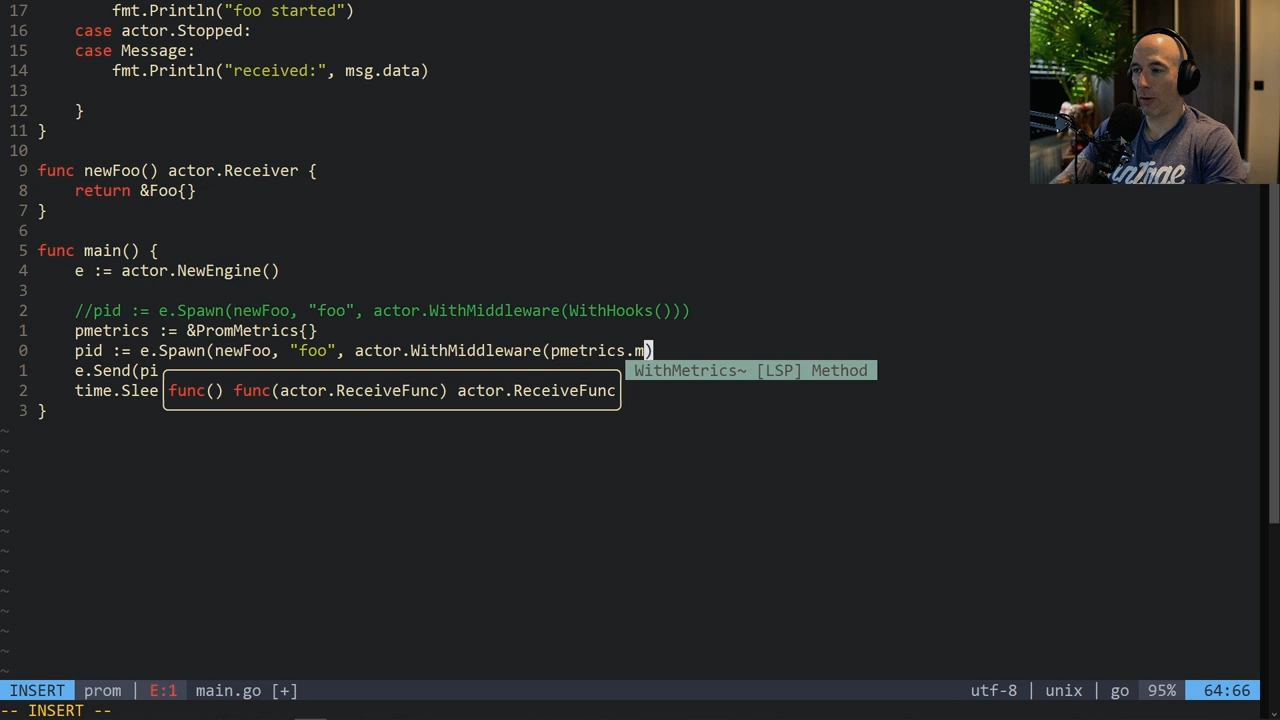 17 fmt.Println("foo started")
16 case actor.Stopped:
15 case Message:
14 fmt.Println("received:", msg.data)
13
12 }
11 }
10
9 func newFoo() actor.Receiver {
8 return &Foo{}
7 }
6
5 func main() {
4 e := actor.NewEngine()
3
2 //pid := e.Spawn(newFoo, "foo", actor.WithMiddleware(WithHooks()))
1 pmetrics := &PromMetrics{}
0 pid := e.Spawn(newFoo, "foo", actor.WithMiddleware(pmetrics.m)
1 e.Send(pi WithMetrics~ [LSP] Method
2 time.Slee func() func(actor.ReceiveFunc) actor.ReceiveFunc
3 }
~
~
~
~
~
~
~
~
~
~
~
~
~
INSERT prom | E:1 main.go [+] utf-8 | unix | go 95% 64:66
-- INSERT --